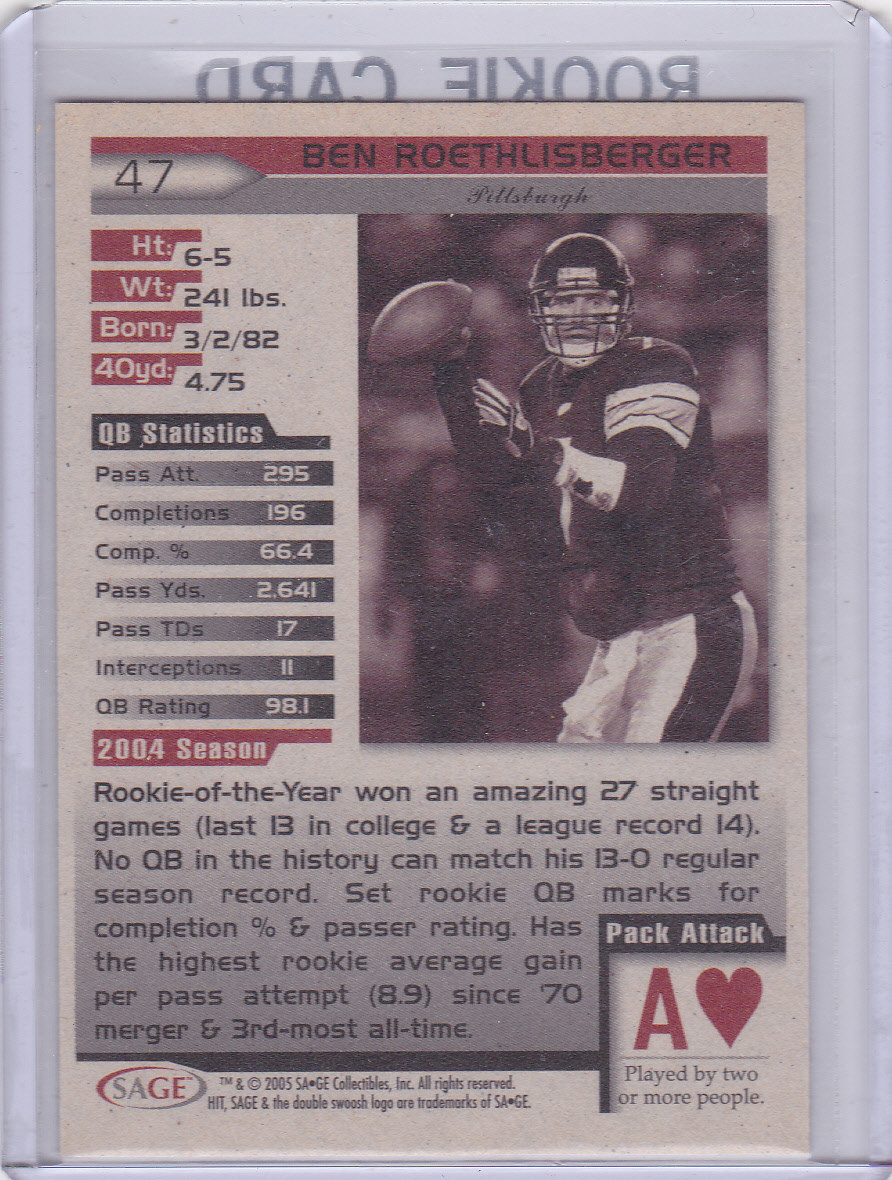 ROOKIE CARD
47
BEN ROETHLISBERGER
Pittsburgh
Ht: 6-5
Wt: 241 lbs.
Born: 3/2/82
40yd: 4.75
QB Statistics
Pass Att. 295
Completions 196
Comp. % 66.4
Pass Yds. 2,641
Pass TDs 17
Interceptions 11
QB Rating 98.1
2004 Season
Rookie-of-the-Year won an amazing 27 straight
games (last 13 in college & a league record 14).
No QB in the history can match his 13-0 regular
season record. Set rookie QB marks for
completion % & passer rating. Has
the highest rookie average gain
per pass attempt (8.9) since '70
merger & 3rd-most all-time.
Pack Attack
A♥
Played by two
or more people.
SAGE™
™ & © 2005 SA•GE Collectibles, Inc. All rights reserved.
HIT, SAGE & the double swoosh logo are trademarks of SA•GE.